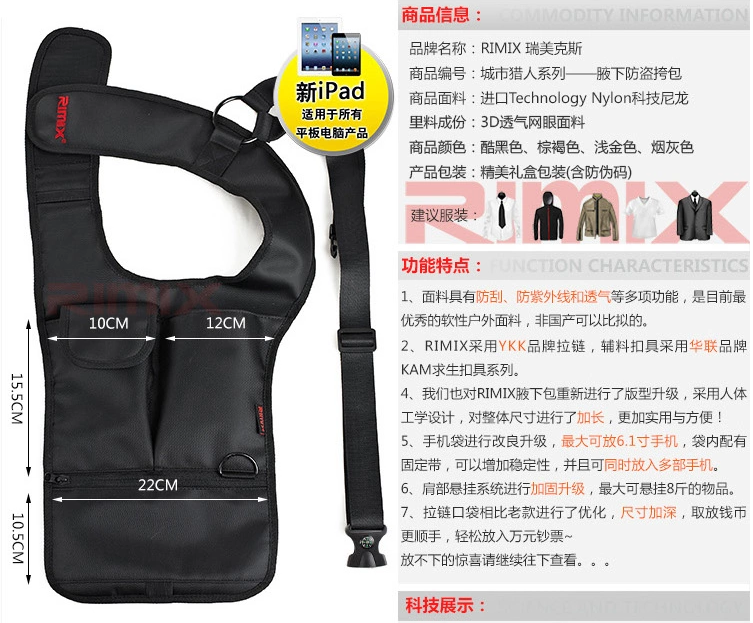 RIMIX
新iPad
适用于所有
平板电脑产品
RIMIX
10CM
12CM
15.5CM
RIMIX
22CM
10.5CM
商品信息：COMMODITY INFORMATION
品牌名称：RIMIX 瑞美克斯
商品编号：城市猎人系列——腋下防盗挎包
商品面料：进口Technology Nylon科技尼龙
里料成份：3D透气网眼面料
商品颜色：酷黑色、棕褐色、浅金色、烟灰色
产品包装：精美礼盒包装(含防伪码)
RIMIX
建议服装：
功能特点：FUNCTION CHARACTERISTICS
1、面料具有防刮、防紫外线和透气等多项功能，是目前最
优秀的软性户外面料，非国产可以比拟的。
2、RIMIX采用YKK品牌拉链，辅料扣具采用华联品牌
KAM求生扣具系列。
4、我们也对RIMIX腋下包重新进行了版型升级，采用人体
工学设计，对整体尺寸进行了加长，更加实用与方便！
5、手机袋进行改良升级，最大可放6.1寸手机，袋内配有
固定带，可以增加稳定性，并且可同时放入多部手机。
6、肩部悬挂系统进行加固升级，最大可悬挂8斤的物品。
7、拉链口袋相比老款进行了优化，尺寸加深，取放钱币
更顺手，轻松放入万元钞票~
放不下的惊喜请继续往下查看。。。
科技展示：